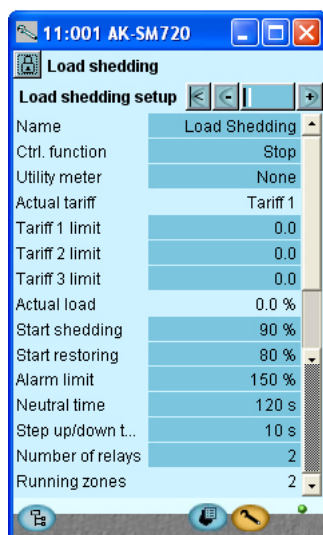 11:001 AK-SM720
Load shedding
Load shedding setup
Name Load Shedding
Ctrl. function Stop
Utility meter None
Actual tariff Tariff 1
Tariff 1 limit 0.0
Tariff 2 limit 0.0
Tariff 3 limit 0.0
Actual load 0.0 %
Start shedding 90 %
Start restoring 80 %
Alarm limit 150 %
Neutral time 120 s
Step up/down t... 10 s
Number of relays 2
Running zones 2